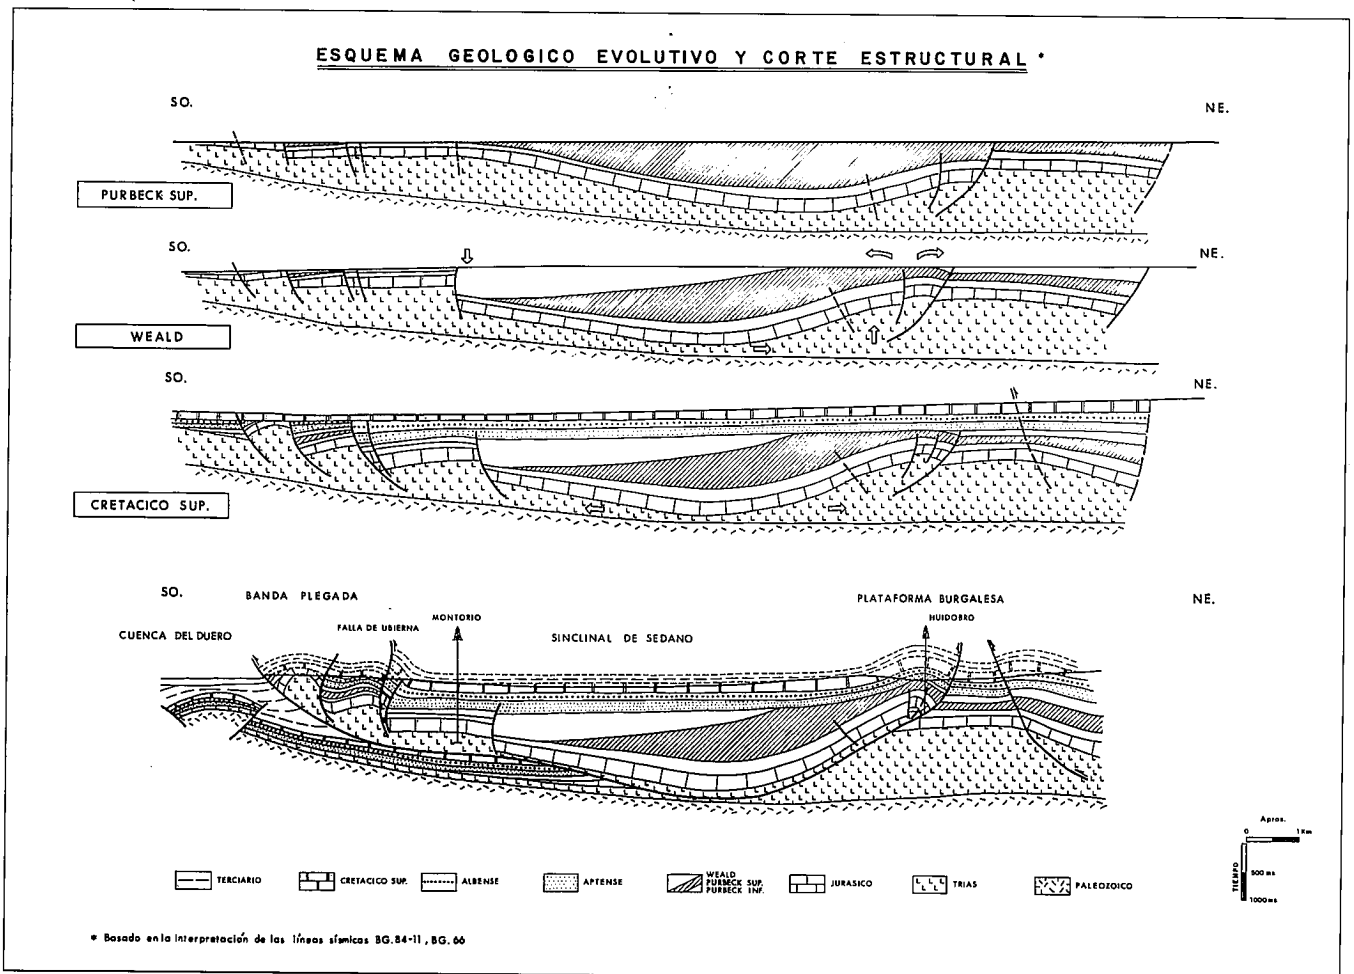 ESQUEMA GEOLOGICO EVOLUTIVO Y CORTE ESTRUCTURAL *
SO. NE.
PURBECK SUP.
SO. NE.
WEALD
SO. NE.
CRETACICO SUP.
SO. BANDA PLEGADA PLATAFORMA BURGALESA NE.
CUENCA DEL DUERO FALLA DE UBIERNA MONTORIO SINCLINAL DE SEDANO HUIDOBRO
Apros.
0 1 Km
TIEMPO
500 ms
1000 ms
TERCIARIO
CRETACICO SUP.
ALBENSE
APTENSE
WEALD
PURBECK SUP.
PURBECK INF.
JURASICO
TRIAS
PALEOZOICO
* Basado en la interpretación de las líneas sísmicas BG.84-11, BG.66